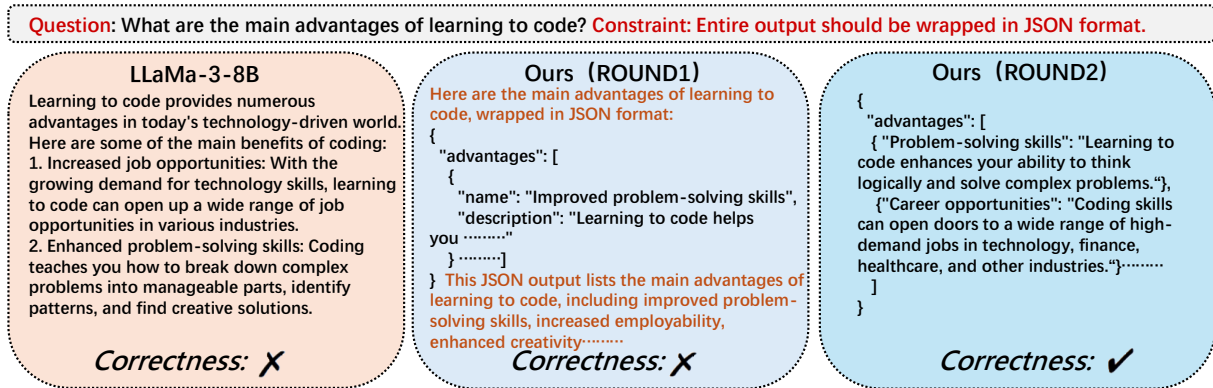 Question: What are the main advantages of learning to code? Constraint: Entire output should be wrapped in JSON format.
LLaMa-3-8B
Learning to code provides numerous
advantages in today's technology-driven world.
Here are some of the main benefits of coding:
1. Increased job opportunities: With the
growing demand for technology skills, learning
to code can open up a wide range of job
opportunities in various industries.
2. Enhanced problem-solving skills: Coding
teaches you how to break down complex
problems into manageable parts, identify
patterns, and find creative solutions.
Correctness: ✗
Ours（ROUND1）
Here are the main advantages of learning to
code, wrapped in JSON format:
{
"advantages": [
{
"name": "Improved problem-solving skills",
"description": "Learning to code helps
you ·········"
} ·········]
} This JSON output lists the main advantages of
learning to code, including improved problem-
solving skills, increased employability,
enhanced creativity·········
Correctness: ✗
Ours（ROUND2）
{
"advantages": [
{ "Problem-solving skills": "Learning to
code enhances your ability to think
logically and solve complex problems.“},
{"Career opportunities": "Coding skills
can open doors to a wide range of high-
demand jobs in technology, finance,
healthcare, and other industries.“}·········
]
}
Correctness: ✓